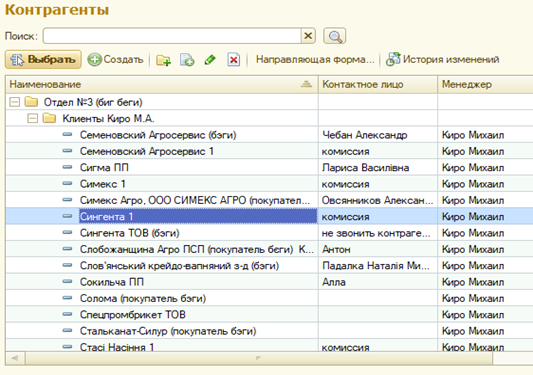 Контрагенты
Поиск:
Выбрать Создать Направляющая форма... История изменений
Наименование Контактное лицо Менеджер
Отдел №3 (биг беги)
Клиенты Киро М.А.
Семеновский Агросервис (бэги) Чебан Александр Киро Михаил
Семеновский Агросервис 1 комиссия Киро Михаил
Сигма ПП Лариса Василівна Киро Михаил
Симекс 1 комиссия Киро Михаил
Симекс Агро, ООО СИМЕКС АГРО (покупател... Овсянников Алексан... Киро Михаил
Сингента 1 комиссия Киро Михаил
Сингента ТОВ (бэги) не звонить контраге... Киро Михаил
Слобожанщина Агро ПСП (покупатель бєги) К... Антон Киро Михаил
Слов'янський крейдо-вапняний з-д (бэги) Падалка Наталія Ми... Киро Михаил
Сокильча ПП Алла Киро Михаил
Солома (покупатель бэги) Киро Михаил
Спецпромбрикет ТОВ Киро Михаил
Стальканат-Силур (покупатель бэги) Киро Михаил
Стасі Насіння 1 комиссия Киро Михаил